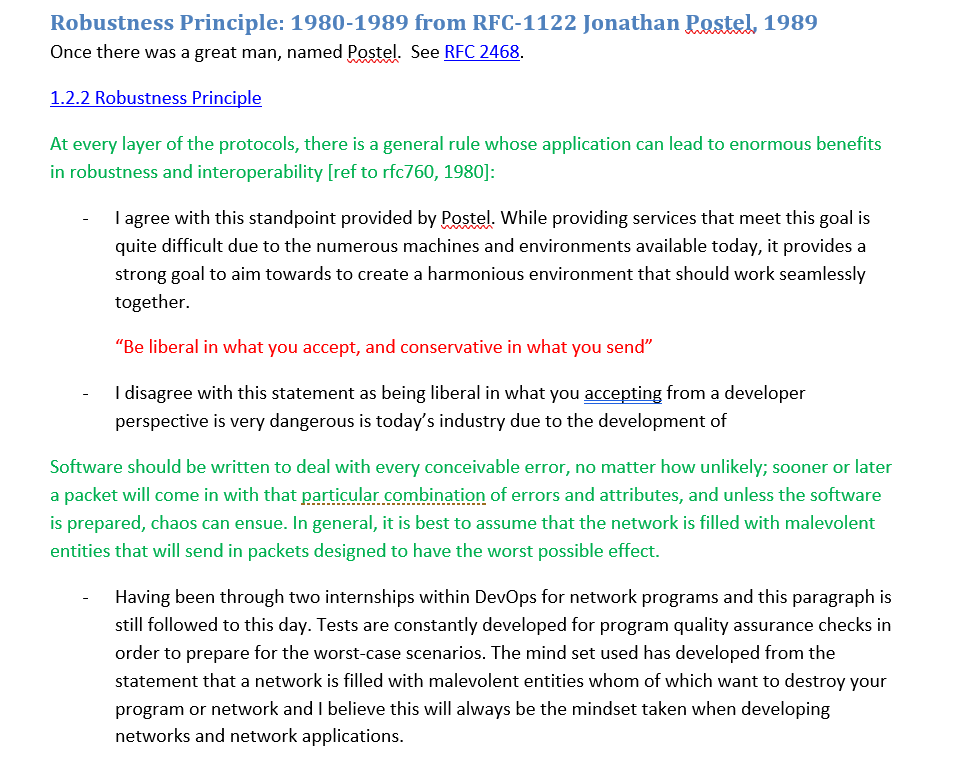 Robustness Principle: 1980-1989 from RFC-1122 Jonathan Postel, 1989
Once there was a great man, named Postel. See RFC 2468.
1.2.2 Robustness Principle
At every layer of the protocols, there is a general rule whose application can lead to enormous benefits
in robustness and interoperability [ref to rfc760, 1980]:
- I agree with this standpoint provided by Postel. While providing services that meet this goal is
quite difficult due to the numerous machines and environments available today, it provides a
strong goal to aim towards to create a harmonious environment that should work seamlessly
together.
“Be liberal in what you accept, and conservative in what you send”
- I disagree with this statement as being liberal in what you accepting from a developer
perspective is very dangerous is today’s industry due to the development of
Software should be written to deal with every conceivable error, no matter how unlikely; sooner or later
a packet will come in with that particular combination of errors and attributes, and unless the software
is prepared, chaos can ensue. In general, it is best to assume that the network is filled with malevolent
entities that will send in packets designed to have the worst possible effect.
- Having been through two internships within DevOps for network programs and this paragraph is
still followed to this day. Tests are constantly developed for program quality assurance checks in
order to prepare for the worst-case scenarios. The mind set used has developed from the
statement that a network is filled with malevolent entities whom of which want to destroy your
program or network and I believe this will always be the mindset taken when developing
networks and network applications.